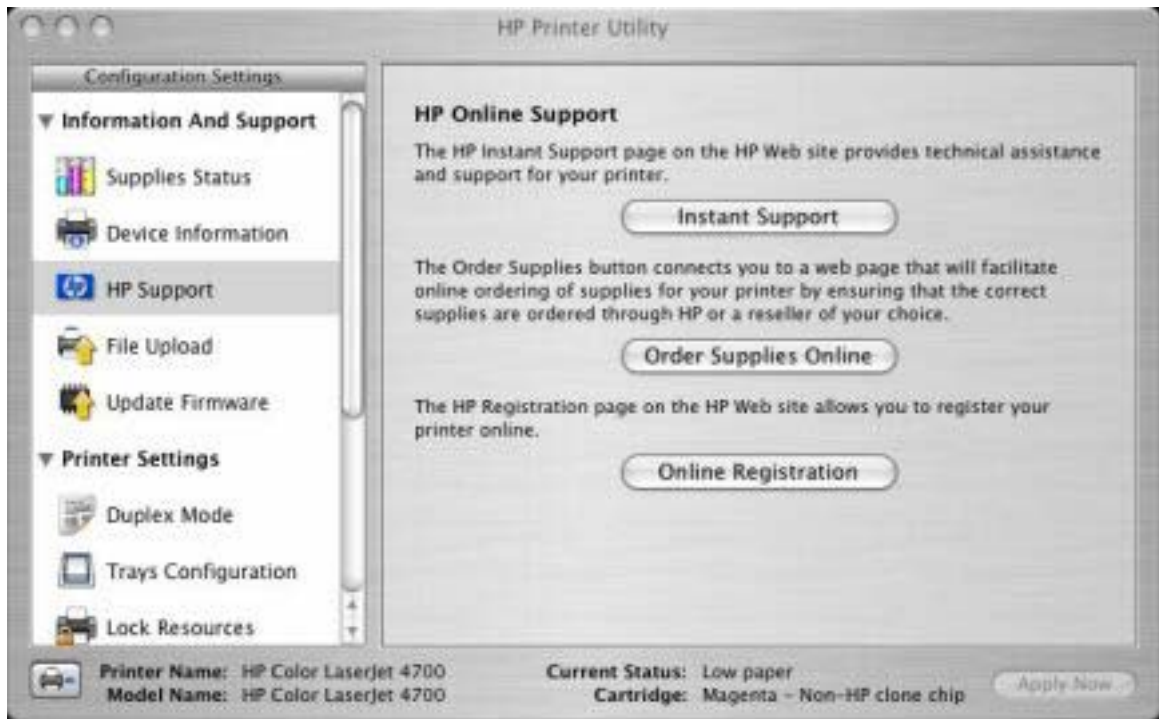 HP Printer Utility
Configuration Settings
Information And Support
Supplies Status
Device Information
HP Support
File Upload
Update Firmware
Printer Settings
Duplex Mode
Trays Configuration
Lock Resources
HP Online Support
The HP Instant Support page on the HP Web site provides technical assistance
and support for your printer.
Instant Support
The Order Supplies button connects you to a web page that will facilitate
online ordering of supplies for your printer by ensuring that the correct
supplies are ordered through HP or a reseller of your choice.
Order Supplies Online
The HP Registration page on the HP Web site allows you to register your
printer online.
Online Registration
Printer Name: HP Color LaserJet 4700
Model Name: HP Color LaserJet 4700
Current Status: Low paper
Cartridge: Magenta - Non-HP clone chip
Apply Now